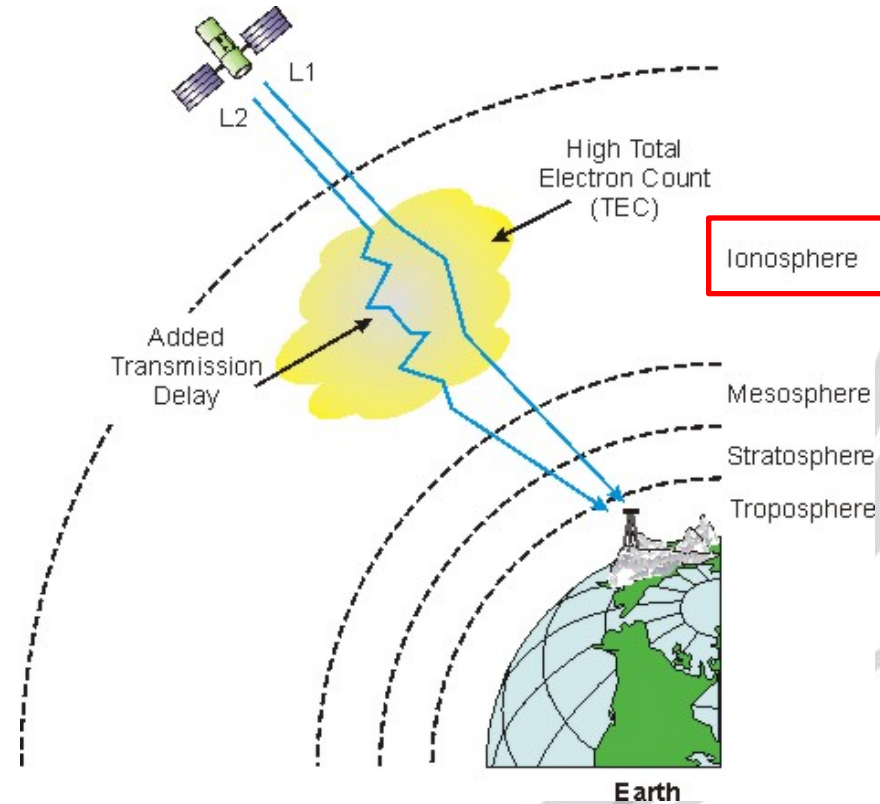 L1
L2
High Total
Electron Count
(TEC)
Ionosphere
Added
Transmission
Delay
Mesosphere
Stratosphere
Troposphere
Earth